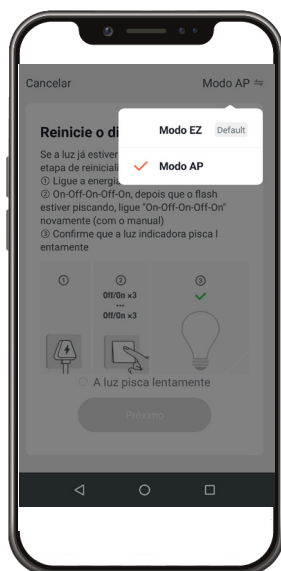 Cancelar
Modo AP
Modo EZ Default
Modo AP
Reinicie o di
Se a luz já estiver
etapa de reiniciali
① Ligue a energia
② On-Off-On-Off-On, depois que o flash
estiver piscando, ligue "On-Off-On-Off-On"
novamente (com o manual)
③ Confirme que a luz indicadora pisca l
entamente
① ② ③
Off/On ×3
...
Off/On ×3
A luz pisca lentamente
Próximo